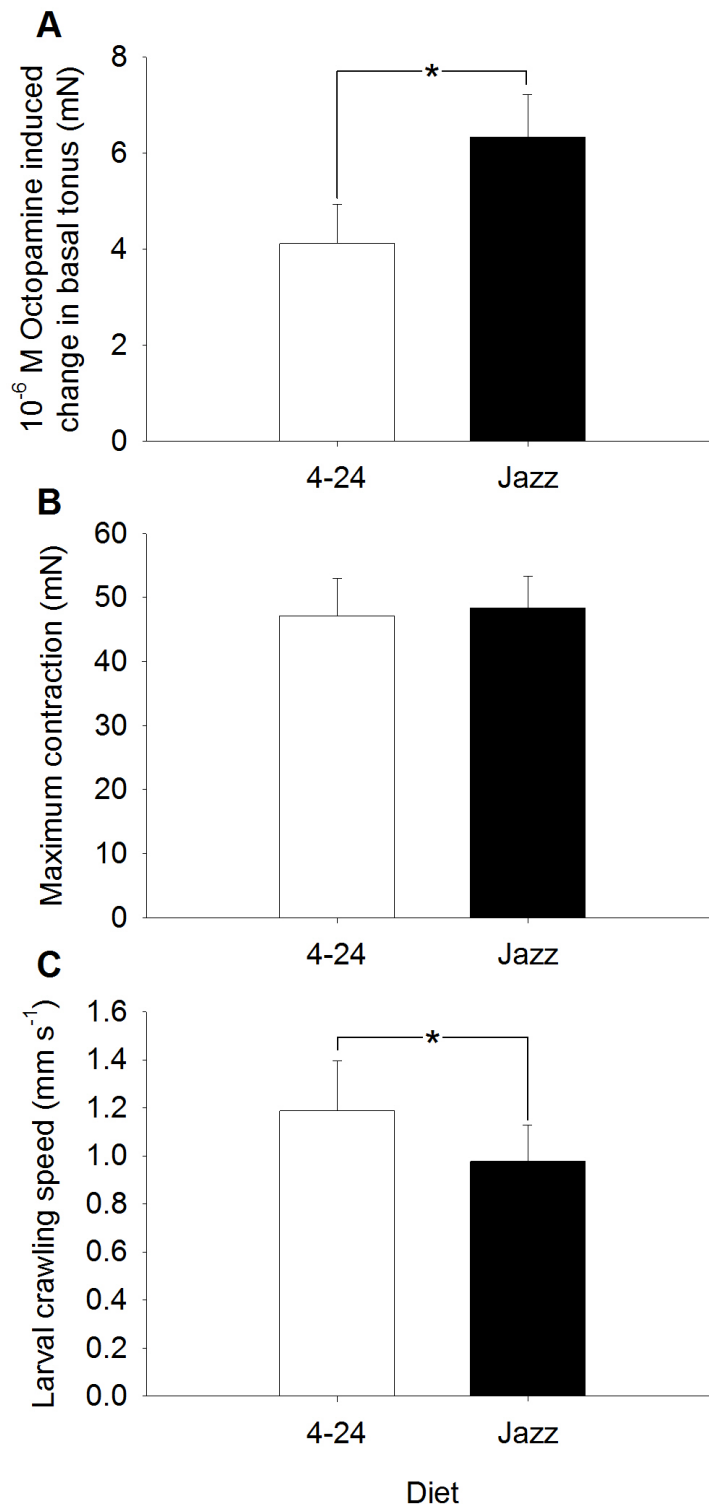 A
10⁻⁶ M Octopamine induced
change in basal tonus (mN)
8
6
4
2
0
*
4-24 Jazz
B
Maximum contraction (mN)
60
50
40
30
20
10
0
4-24 Jazz
C
Larval crawling speed (mm s⁻¹)
1.6
1.4
1.2
1.0
0.8
0.6
0.4
0.2
0.0
*
4-24 Jazz
Diet